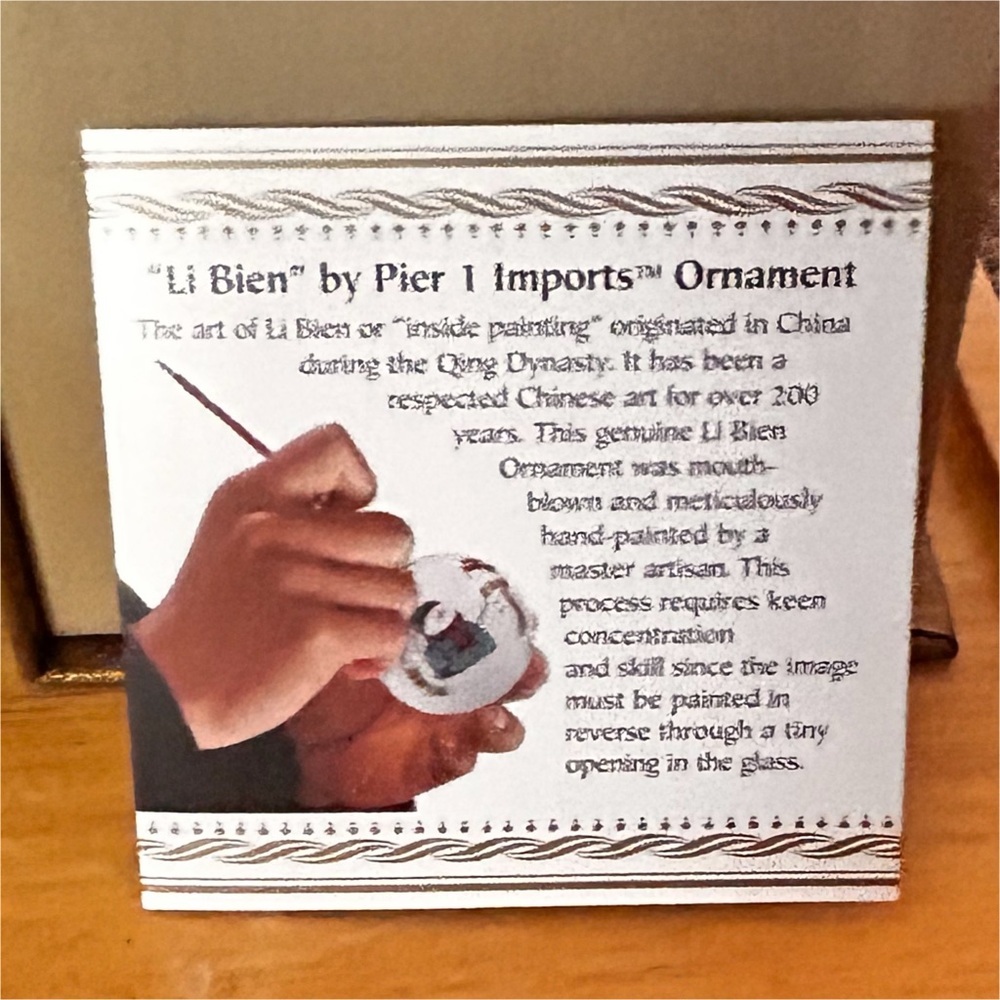 "Li Bien" by Pier 1 Imports™ Ornament
The art of Li Bien or "inside painting" originated in China
during the Qing Dynasty. It has been a
respected Chinese art for over 200
years. This genuine Li Bien
Ornament was mouth-
blown and meticulously
hand-painted by a
master artisan. This
process requires keen
concentration
and skill since the image
must be painted in
reverse through a tiny
opening in the glass.